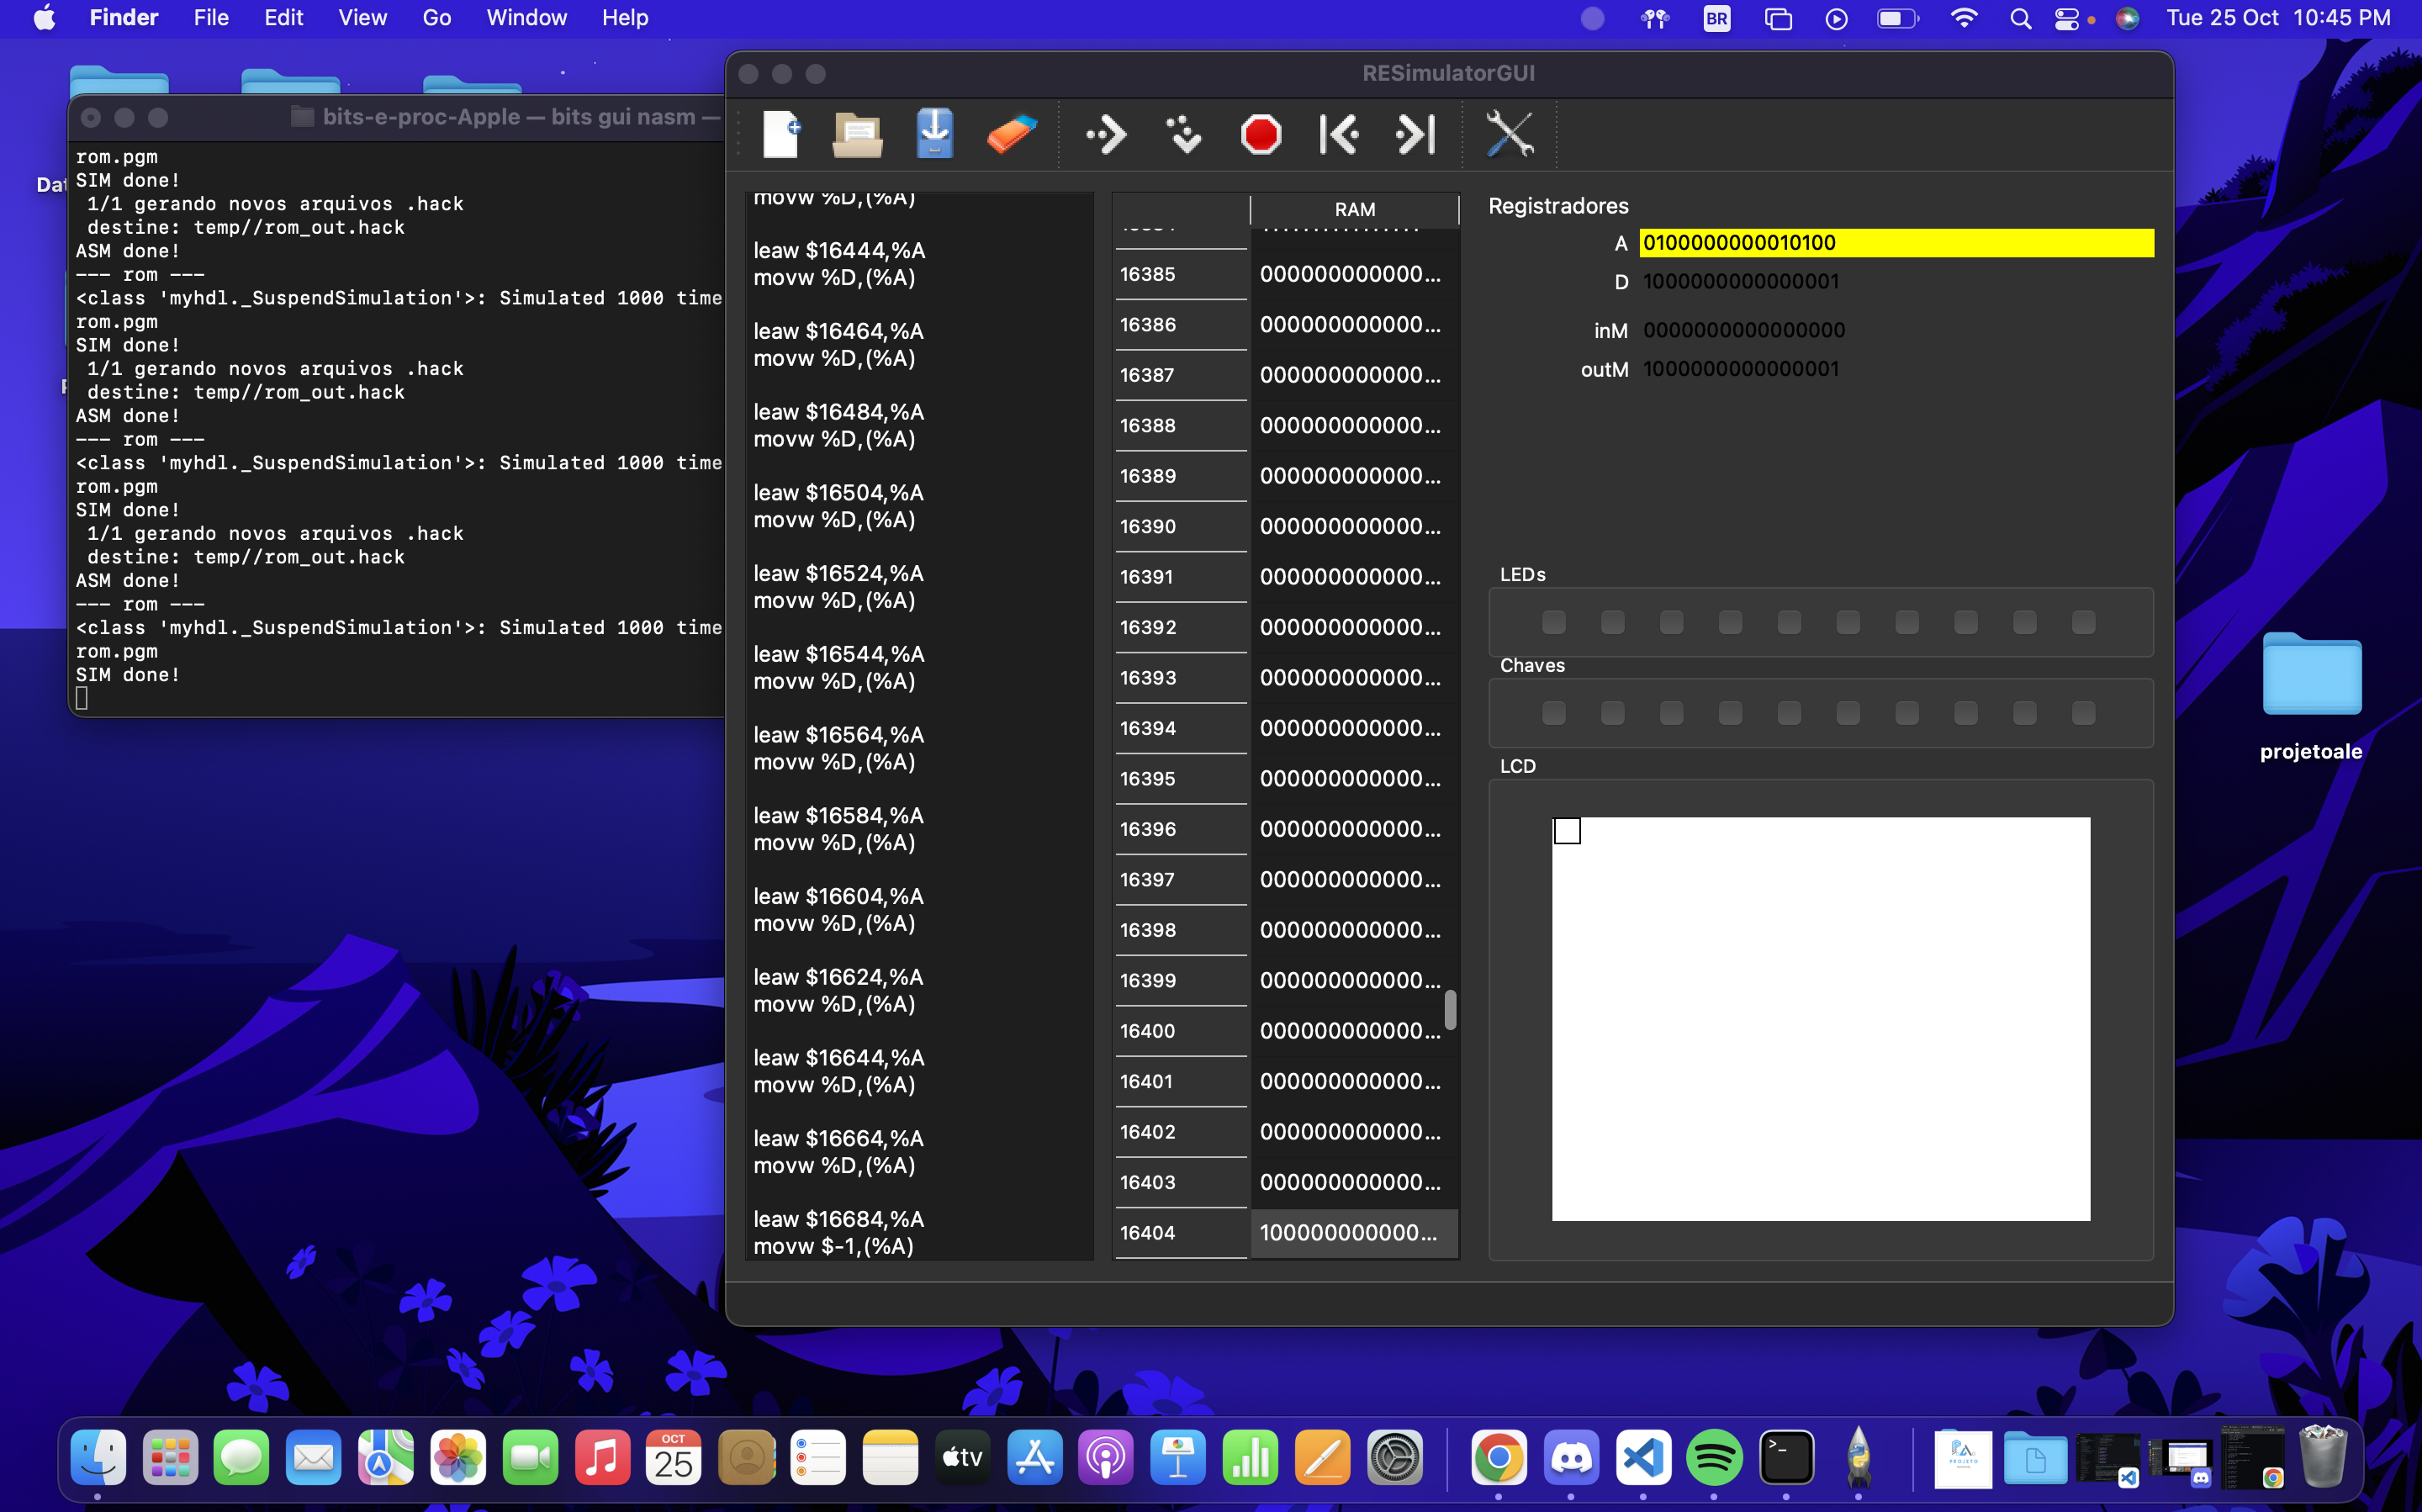 Finder File Edit View Go Window Help
BR
Tue 25 Oct 10:45 PM
bits-e-proc-Apple — bits gui nasm —
rom.pgm
SIM done!
1/1 gerando novos arquivos .hack
destine: temp//rom_out.hack
ASM done!
--- rom ---
<class 'myhdl._SuspendSimulation'>: Simulated 1000 time
rom.pgm
SIM done!
1/1 gerando novos arquivos .hack
destine: temp//rom_out.hack
ASM done!
--- rom ---
<class 'myhdl._SuspendSimulation'>: Simulated 1000 time
rom.pgm
SIM done!
1/1 gerando novos arquivos .hack
destine: temp//rom_out.hack
ASM done!
--- rom ---
<class 'myhdl._SuspendSimulation'>: Simulated 1000 time
rom.pgm
SIM done!
RESimulatorGUI
movw %D,(%A)
leaw $16444,%A
movw %D,(%A)
leaw $16464,%A
movw %D,(%A)
leaw $16484,%A
movw %D,(%A)
leaw $16504,%A
movw %D,(%A)
leaw $16524,%A
movw %D,(%A)
leaw $16544,%A
movw %D,(%A)
leaw $16564,%A
movw %D,(%A)
leaw $16584,%A
movw %D,(%A)
leaw $16604,%A
movw %D,(%A)
leaw $16624,%A
movw %D,(%A)
leaw $16644,%A
movw %D,(%A)
leaw $16664,%A
movw %D,(%A)
leaw $16684,%A
movw $-1,(%A)
RAM
16385 000000000000...
16386 000000000000...
16387 000000000000...
16388 000000000000...
16389 000000000000...
16390 000000000000...
16391 000000000000...
16392 000000000000...
16393 000000000000...
16394 000000000000...
16395 000000000000...
16396 000000000000...
16397 000000000000...
16398 000000000000...
16399 000000000000...
16400 000000000000...
16401 000000000000...
16402 000000000000...
16403 000000000000...
16404 100000000000...
Registradores
A 0100000000010100
D 1000000000000001
inM 0000000000000000
outM 1000000000000001
LEDs
Chaves
LCD
projetoale
OCT
25
tv
PROJETO